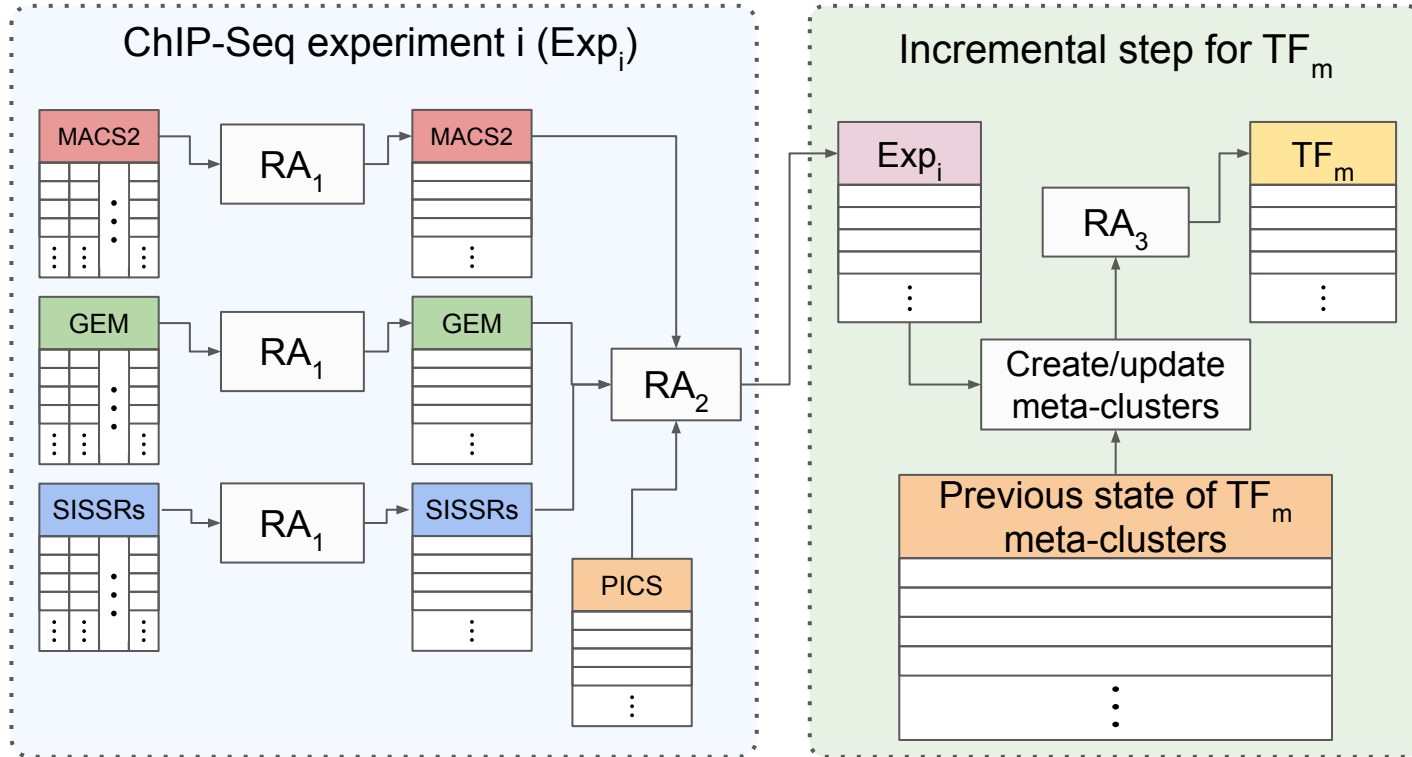 ChIP-Seq experiment i (Exp_i)
MACS2
RA_1
MACS2
GEM
RA_1
GEM
RA_2
SISSRs
RA_1
SISSRs
PICS
Incremental step for TF_m
Exp_i
TF_m
RA_3
Create/update
meta-clusters
Previous state of TF_m
meta-clusters